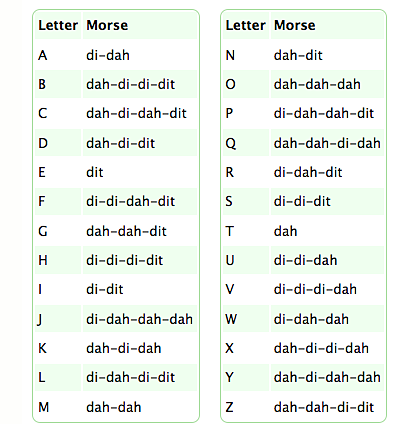 Letter Morse
A di-dah
B dah-di-di-dit
C dah-di-dah-dit
D dah-di-dit
E dit
F di-di-dah-dit
G dah-dah-dit
H di-di-di-dit
I di-dit
J di-dah-dah-dah
K dah-di-dah
L di-dah-di-dit
M dah-dah
Letter Morse
N dah-dit
O dah-dah-dah
P di-dah-dah-dit
Q dah-dah-di-dah
R di-dah-dit
S di-di-dit
T dah
U di-di-dah
V di-di-di-dah
W di-dah-dah
X dah-di-di-dah
Y dah-di-dah-dah
Z dah-dah-di-dit